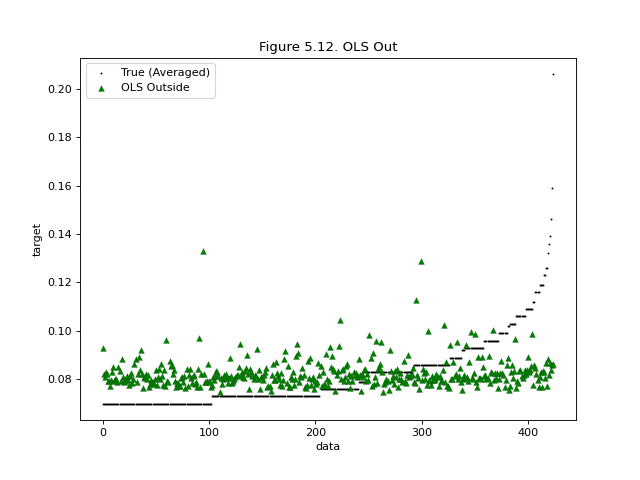 Figure 5.12. OLS Out
True (Averaged)
OLS Outside
target
0.20
0.18
0.16
0.14
0.12
0.10
0.08
0 100 200 300 400
data